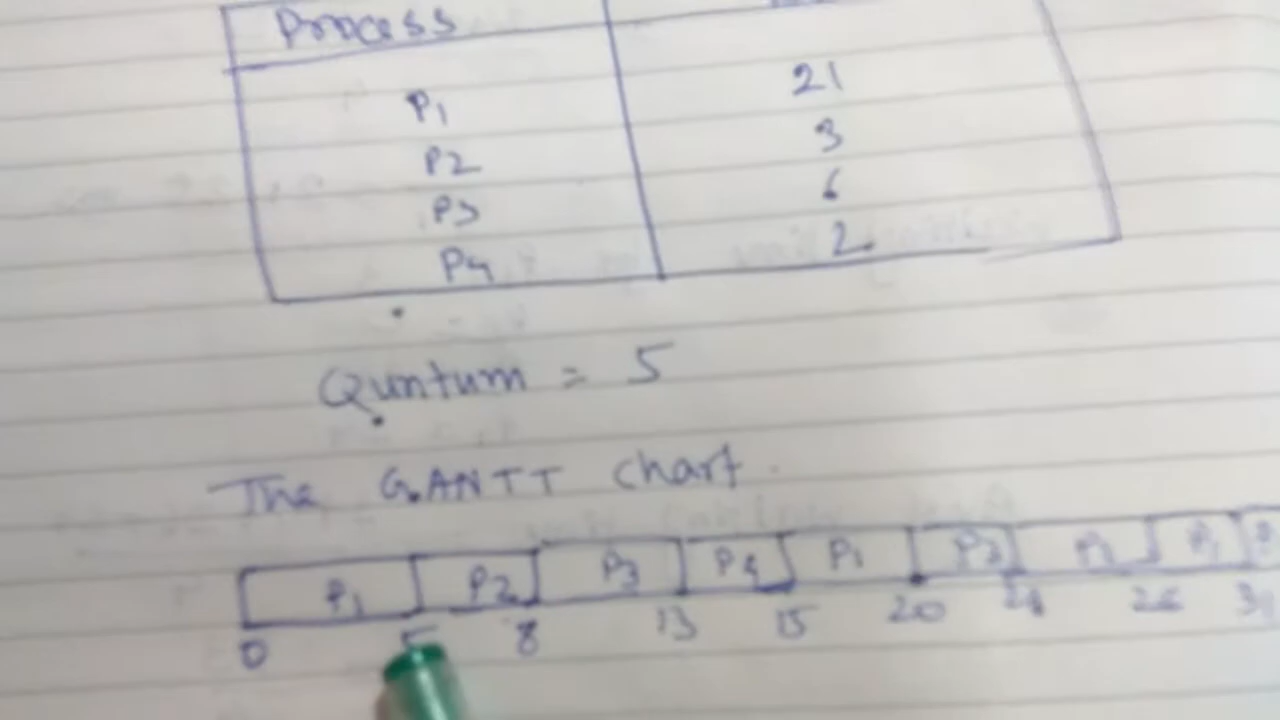 Process
P1 21
P2 3
P3 6
P4 2
Quntum = 5
The GANTT chart.
P1 P2 P3 P4 P1 P3 P1 P1
0 5 8 13 15 20 26